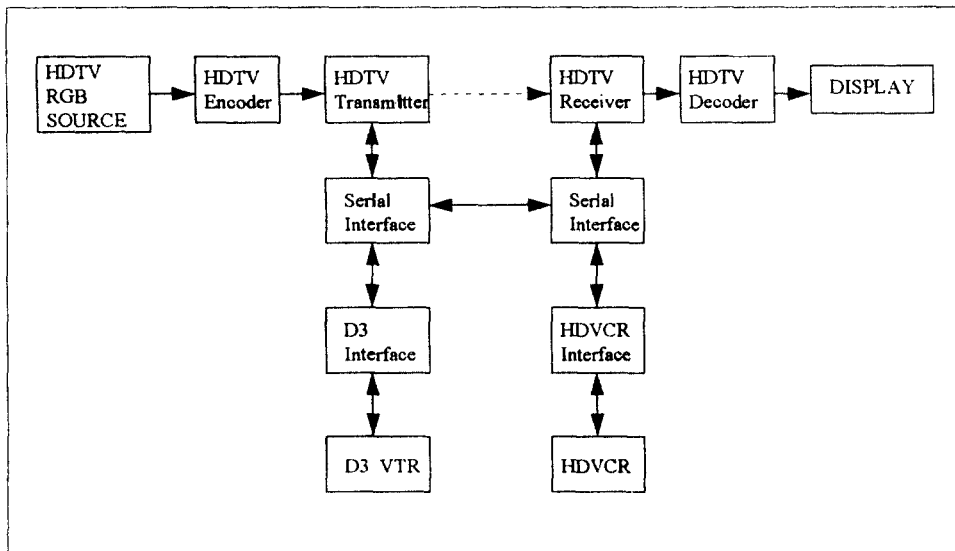 HDTV
RGB
SOURCE
HDTV
Encoder
HDTV
Transmitter
HDTV
Receiver
HDTV
Decoder
DISPLAY
Serial
Interface
Serial
Interface
D3
Interface
HDVCR
Interface
D3 VTR
HDVCR